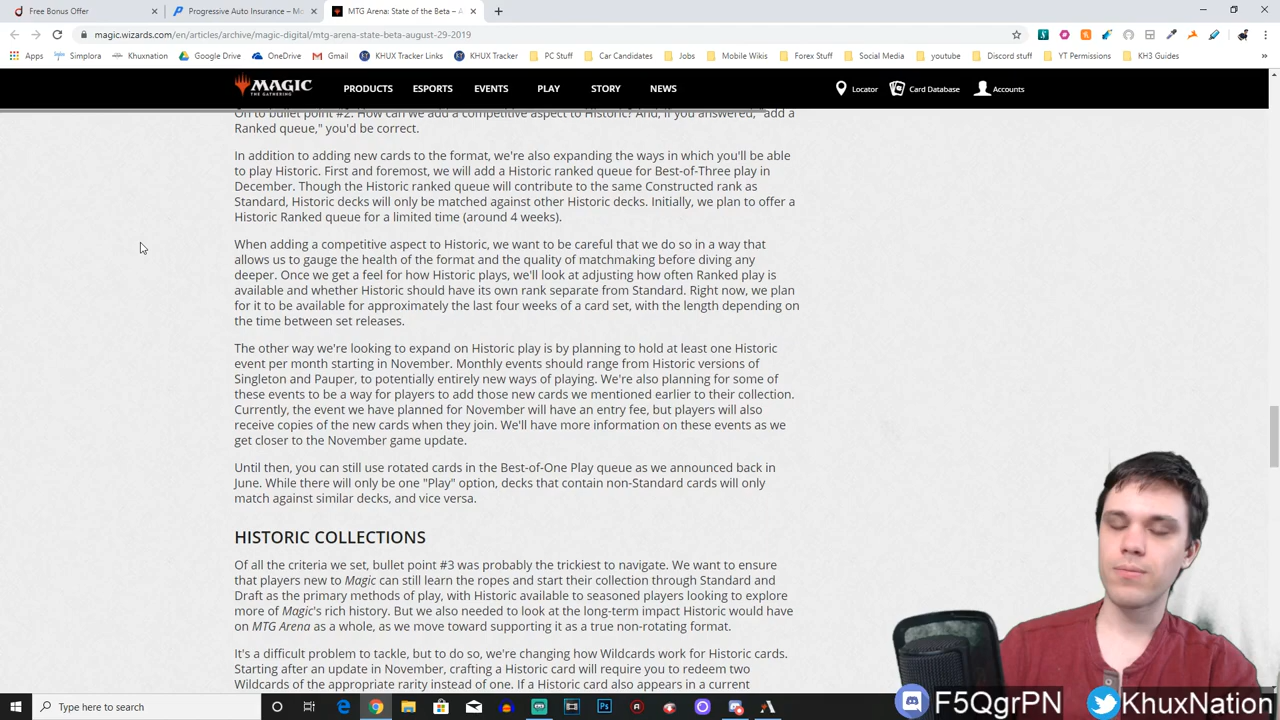 Free Bonus Offer
Progressive Auto Insurance – Mo
MTG Arena: State of the Beta – A
magic.wizards.com/en/articles/archive/magic-digital/mtg-arena-state-beta-august-29-2019
Apps Simplora Khuxnation Google Drive OneDrive Gmail KHUX Tracker KHUX Tracker PC Stuff Car Candidates Jobs Mobile Wikis Forex Stuff Social Media youtube Discord stuff YT Permissions KH3 Guides
MAGIC THE GATHERING PRODUCTS ESPORTS EVENTS PLAY STORY NEWS Locator Card Database Accounts
On to bullet point #2: How can we add a competitive aspect to Historic? And, if you answered, "add a
Ranked queue," you'd be correct.
In addition to adding new cards to the format, we're also expanding the ways in which you'll be able
to play Historic. First and foremost, we will add a Historic ranked queue for Best-of-Three play in
December. Though the Historic ranked queue will contribute to the same Constructed rank as
Standard, Historic decks will only be matched against other Historic decks. Initially, we plan to offer a
Historic Ranked queue for a limited time (around 4 weeks).
When adding a competitive aspect to Historic, we want to be careful that we do so in a way that
allows us to gauge the health of the format and the quality of matchmaking before diving any
deeper. Once we get a feel for how Historic plays, we'll look at adjusting how often Ranked play is
available and whether Historic should have its own rank separate from Standard. Right now, we plan
for it to be available for approximately the last four weeks of a card set, with the length depending on
the time between set releases.
The other way we're looking to expand on Historic play is by planning to hold at least one Historic
event per month starting in November. Monthly events should range from Historic versions of
Singleton and Pauper, to potentially entirely new ways of playing. We're also planning for some of
these events to be a way for players to add those new cards we mentioned earlier to their collection.
Currently, the event we have planned for November will have an entry fee, but players will also
receive copies of the new cards when they join. We'll have more information on these events as we
get closer to the November game update.
Until then, you can still use rotated cards in the Best-of-One Play queue as we announced back in
June. While there will only be one "Play" option, decks that contain non-Standard cards will only
match against similar decks, and vice versa.
HISTORIC COLLECTIONS
Of all the criteria we set, bullet point #3 was probably the trickiest to navigate. We want to ensure
that players new to Magic can still learn the ropes and start their collection through Standard and
Draft as the primary methods of play, with Historic available to seasoned players looking to explore
more of Magic's rich history. But we also needed to look at the long-term impact Historic would have
on MTG Arena as a whole, as we move toward supporting it as a true non-rotating format.
It's a difficult problem to tackle, but to do so, we're changing how Wildcards work for Historic cards.
Starting after an update in November, crafting a Historic card will require you to redeem two
Wildcards of the appropriate rarity instead of one. If a Historic card also appears in a current
F5QgrPN KhuxNation
Type here to search